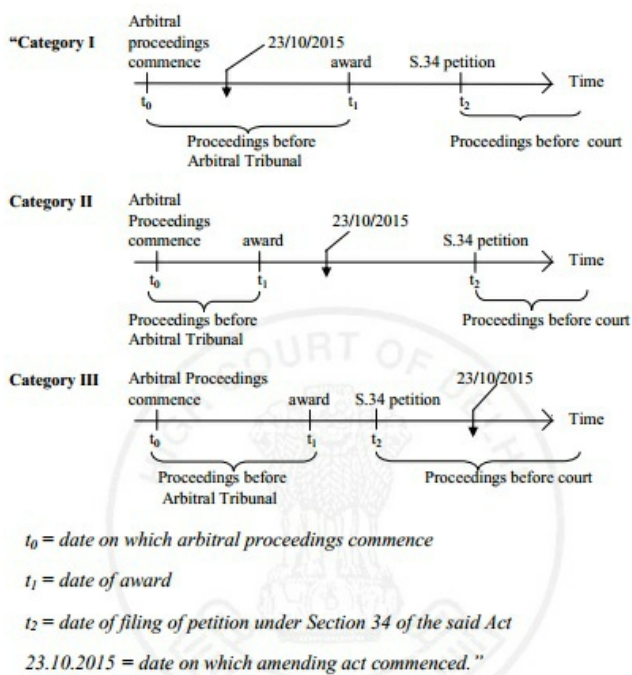 Arbitral
“Category I proceedings 23/10/2015
commence award S.34 petition
Time
t0 t1 t2
Proceedings before Proceedings before court
Arbitral Tribunal
Category II Arbitral
Proceedings 23/10/2015
commence award S.34 petition
Time
t0 t1 t2
Proceedings before Proceedings before court
Arbitral Tribunal
Category III Arbitral Proceedings 23/10/2015
commence award S.34 petition
Time
t0 t1 t2
Proceedings before Proceedings before court
Arbitral Tribunal
HIGH COURT OF DELHI
t0 = date on which arbitral proceedings commence
t1 = date of award
t2 = date of filing of petition under Section 34 of the said Act
23.10.2015 = date on which amending act commenced.”